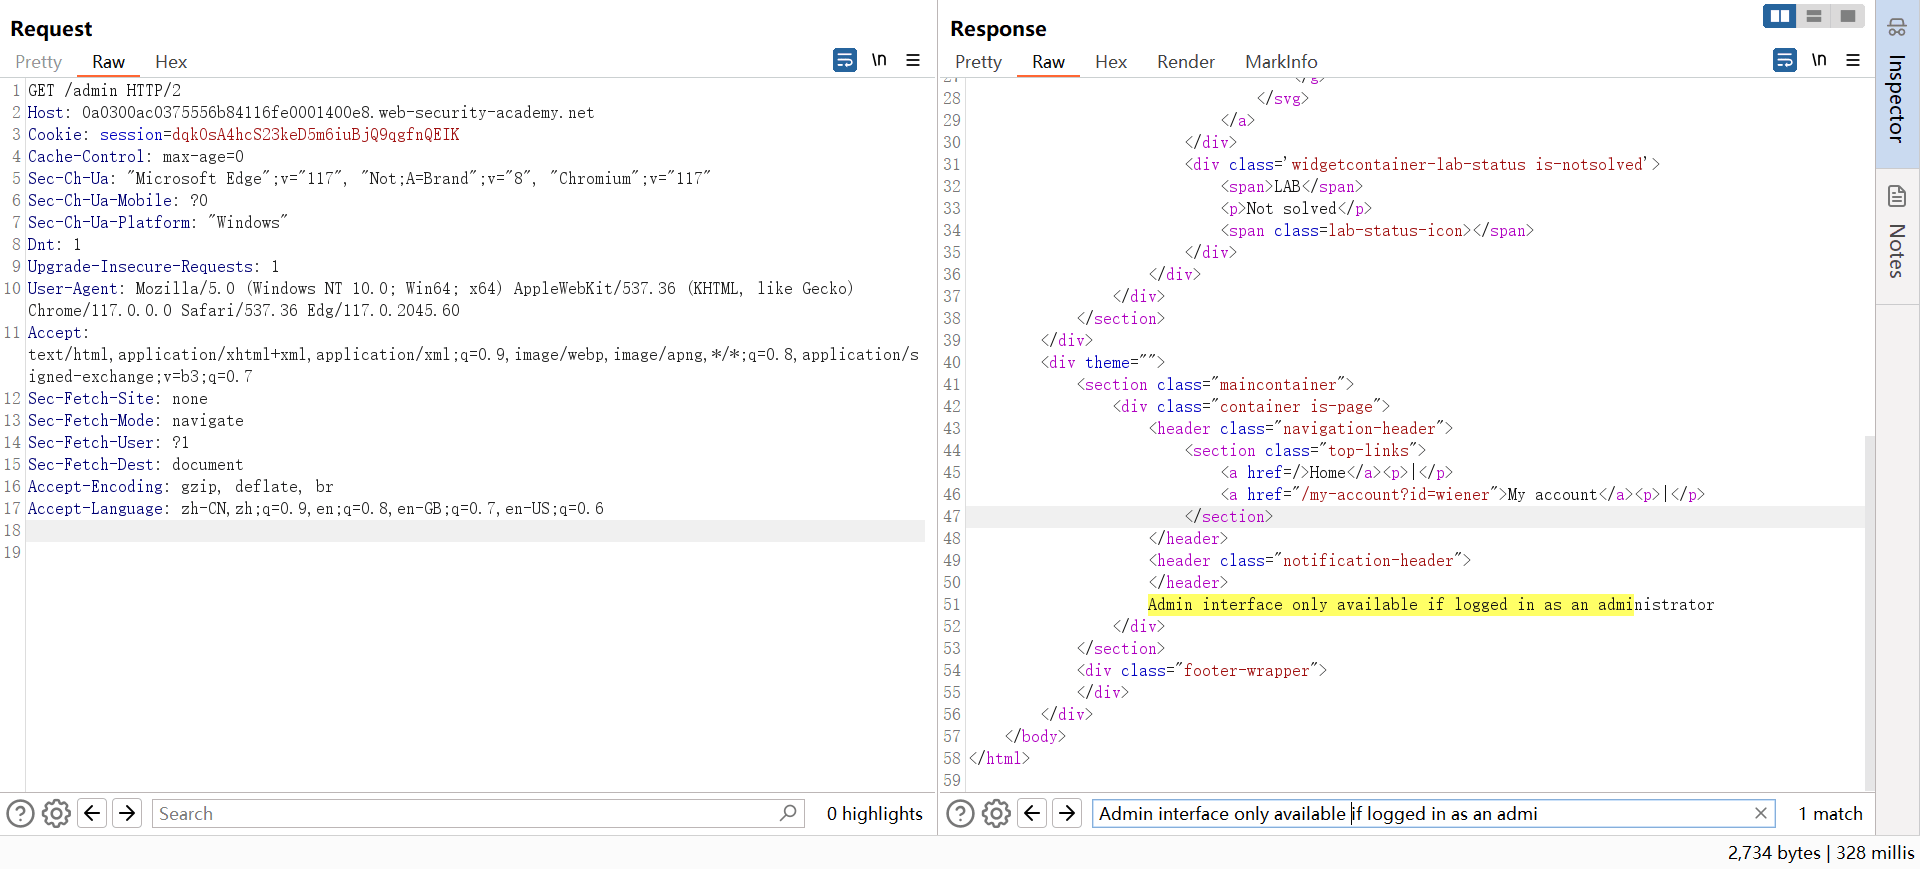 Request
Pretty Raw Hex \n
1 GET /admin HTTP/2
2 Host: 0a0300ac0375556b84116fe0001400e8.web-security-academy.net
3 Cookie: session=dqkOsA4hcS23keD5m6iuBjQ9qgfnQEIK
4 Cache-Control: max-age=0
5 Sec-Ch-Ua: "Microsoft Edge";v="117", "Not;A=Brand";v="8", "Chromium";v="117"
6 Sec-Ch-Ua-Mobile: ?0
7 Sec-Ch-Ua-Platform: "Windows"
8 Dnt: 1
9 Upgrade-Insecure-Requests: 1
10 User-Agent: Mozilla/5.0 (Windows NT 10.0; Win64; x64) AppleWebKit/537.36 (KHTML, like Gecko)
Chrome/117.0.0.0 Safari/537.36 Edg/117.0.2045.60
11 Accept:
text/html,application/xhtml+xml,application/xml;q=0.9,image/webp,image/apng,*/*;q=0.8,application/s
igned-exchange;v=b3;q=0.7
12 Sec-Fetch-Site: none
13 Sec-Fetch-Mode: navigate
14 Sec-Fetch-User: ?1
15 Sec-Fetch-Dest: document
16 Accept-Encoding: gzip, deflate, br
17 Accept-Language: zh-CN,zh;q=0.9,en;q=0.8,en-GB;q=0.7,en-US;q=0.6
18
19
Search
0 highlights
Response
Pretty Raw Hex Render MarkInfo \n
27 </g>
28 </svg>
29 </a>
30 </div>
31 <div class='widgetcontainer-lab-status is-notsolved'>
32 <span>LAB</span>
33 <p>Not solved</p>
34 <span class=lab-status-icon></span>
35 </div>
36 </div>
37 </div>
38 </section>
39 </div>
40 <div theme="">
41 <section class="maincontainer">
42 <div class="container is-page">
43 <header class="navigation-header">
44 <section class="top-links">
45 <a href=/>Home</a><p>|</p>
46 <a href="/my-account?id=wiener">My account</a><p>|</p>
47 </section>
48 </header>
49 <header class="notification-header">
50 </header>
51 Admin interface only available if logged in as an administrator
52 </div>
53 </section>
54 <div class="footer-wrapper">
55 </div>
56 </div>
57 </body>
58 </html>
59
Admin interface only available if logged in as an admi
1 match
Inspector
Notes
2,734 bytes | 328 millis